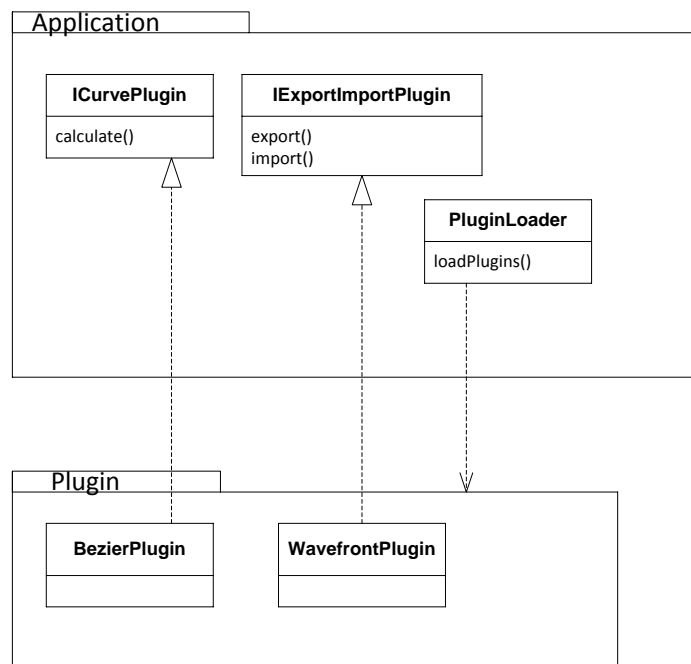 Application
ICurvePlugin
calculate()
IExportImportPlugin
export()
import()
PluginLoader
loadPlugins()
Plugin
BezierPlugin
WavefrontPlugin